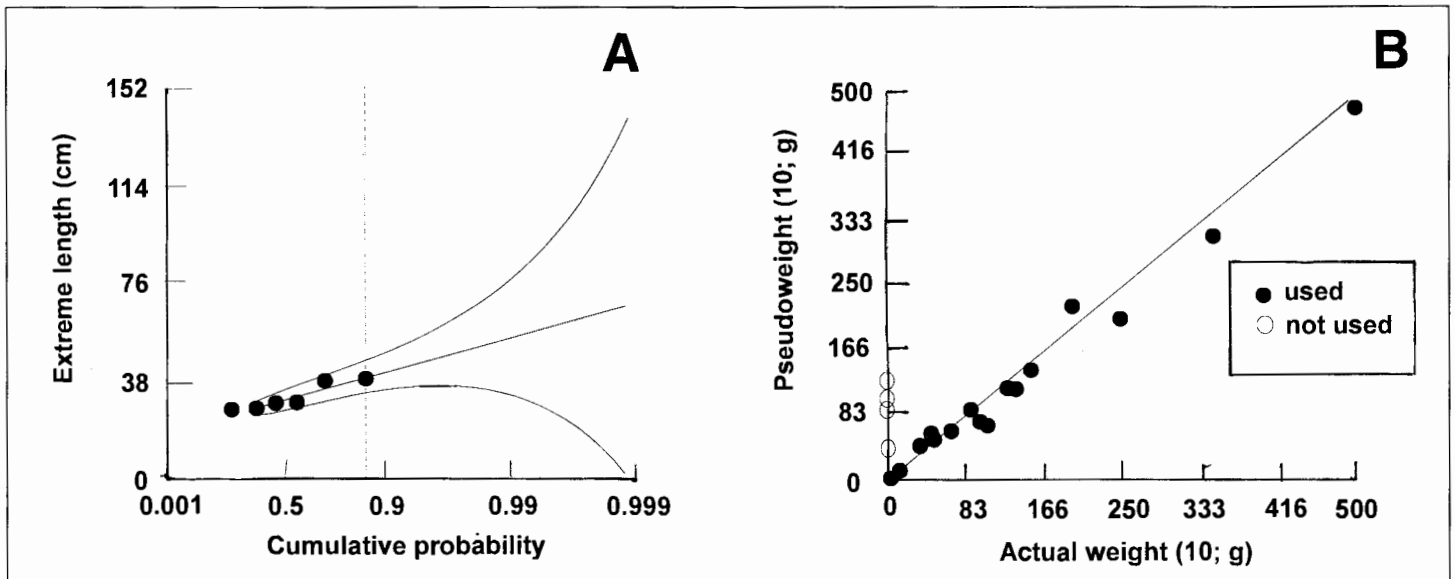 A
Extreme length (cm)
152
114
76
38
0
0.001 0.5 0.9 0.99 0.999
Cumulative probability
B
Pseudoweight (10; g)
500
416
333
250
166
83
0
0 83 166 250 333 416 500
Actual weight (10; g)
used
not used